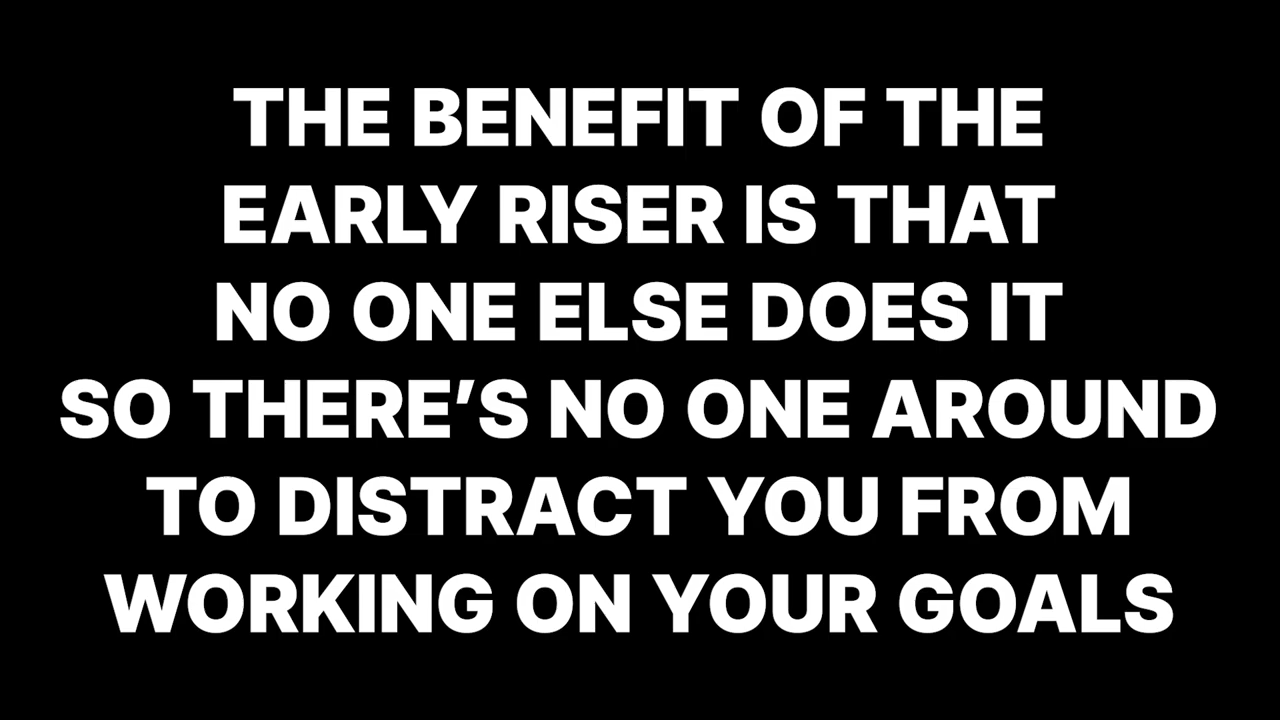 THE BENEFIT OF THE
EARLY RISER IS THAT
NO ONE ELSE DOES IT
SO THERE’S NO ONE AROUND
TO DISTRACT YOU FROM
WORKING ON YOUR GOALS